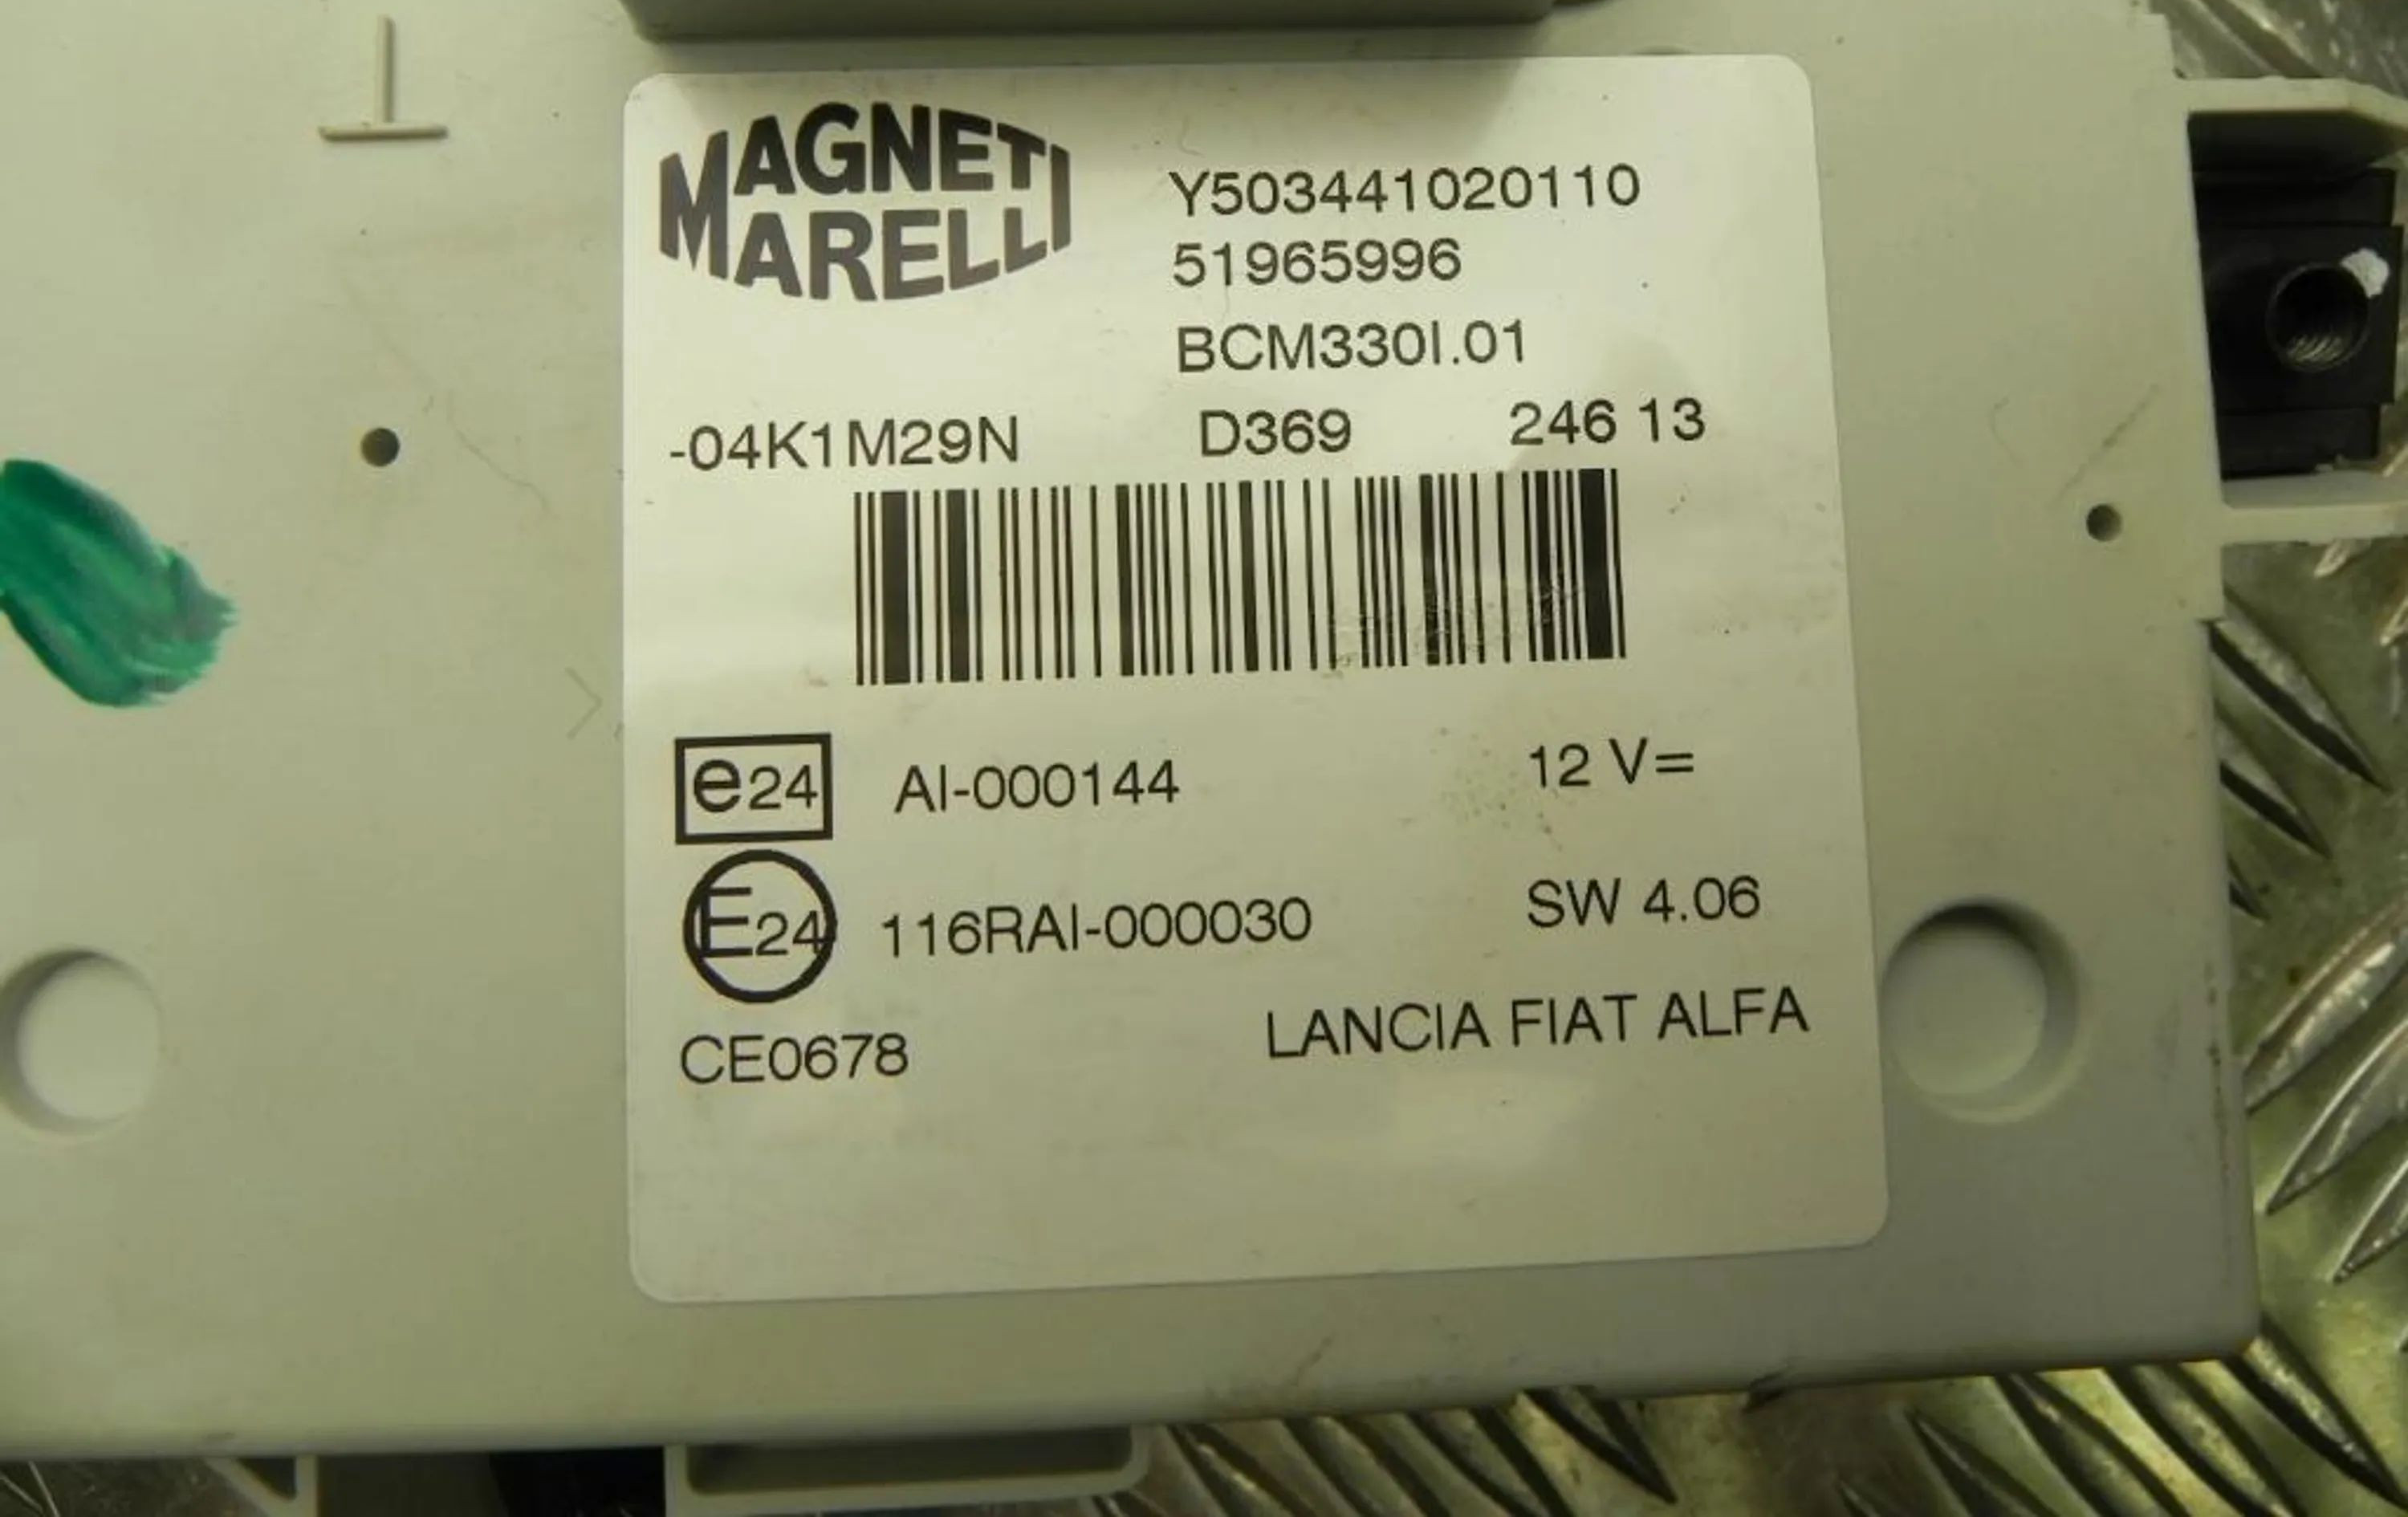 MAGNETI
MARELLI
Y503441020110
51965996
BCM330I.01
-04K1M29N D369 246 13
e24 AI-000144 12 V=
E24 116RAI-000030 SW 4.06
CE0678 LANCIA FIAT ALFA